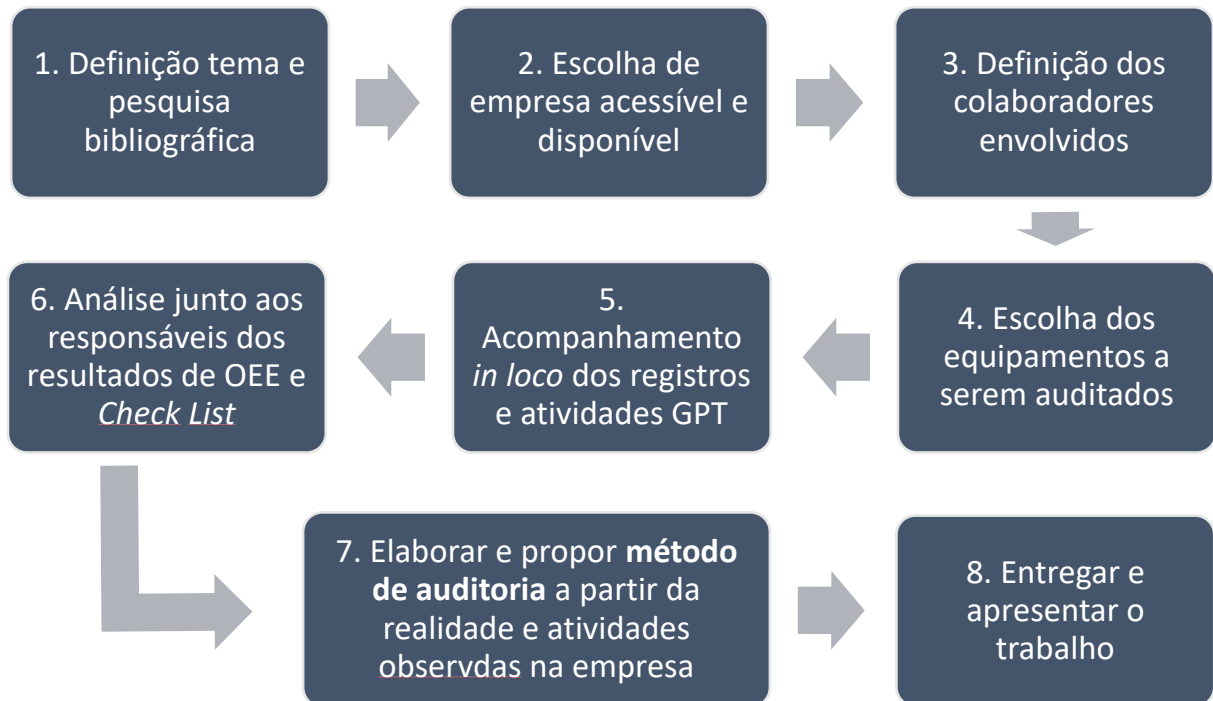 1. Definição tema e
pesquisa
bibliográfica
2. Escolha de
empresa acessível e
disponível
3. Definição dos
colaboradores
envolvidos
4. Escolha dos
equipamentos a
serem auditados
5.
Acompanhamento
in loco dos registros
e atividades GPT
6. Análise junto aos
responsáveis dos
resultados de OEE e
Check List
7. Elaborar e propor método
de auditoria a partir da
realidade e atividades
observdas na empresa
8. Entregar e
apresentar o
trabalho